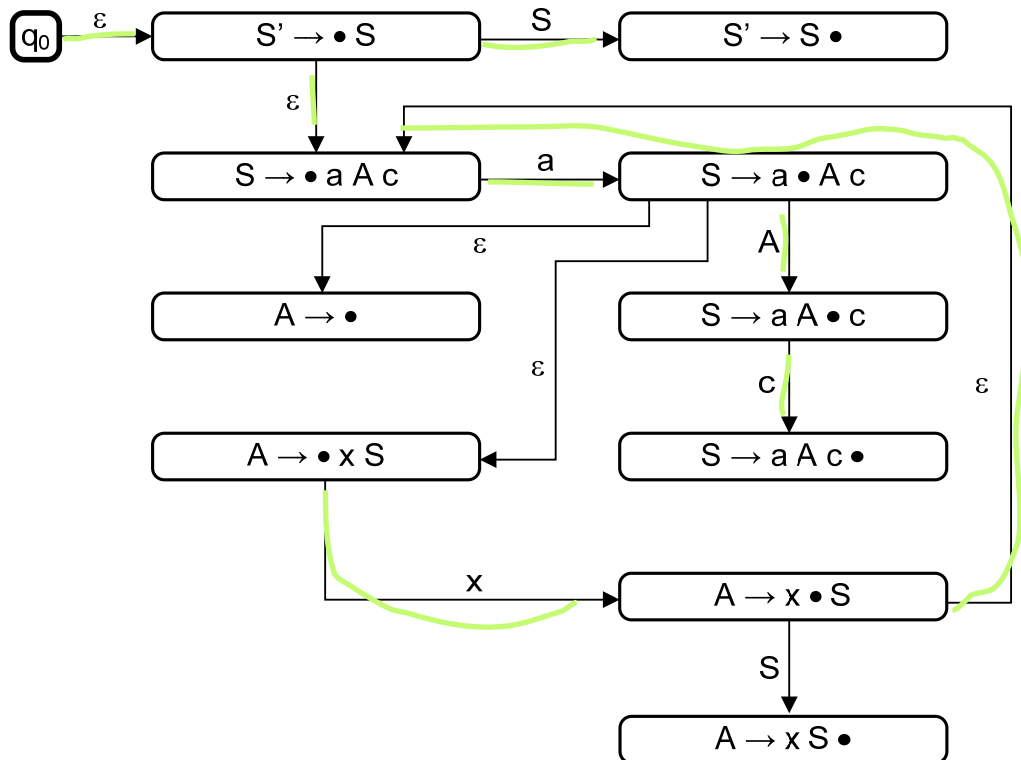 ε
S
q₀
S' → • S
S' → S •
ε
a
S → • a A c
S → a • A c
ε
A
A → •
S → a A • c
ε
c
ε
A → • x S
S → a A c •
x
A → x • S
S
A → x S •